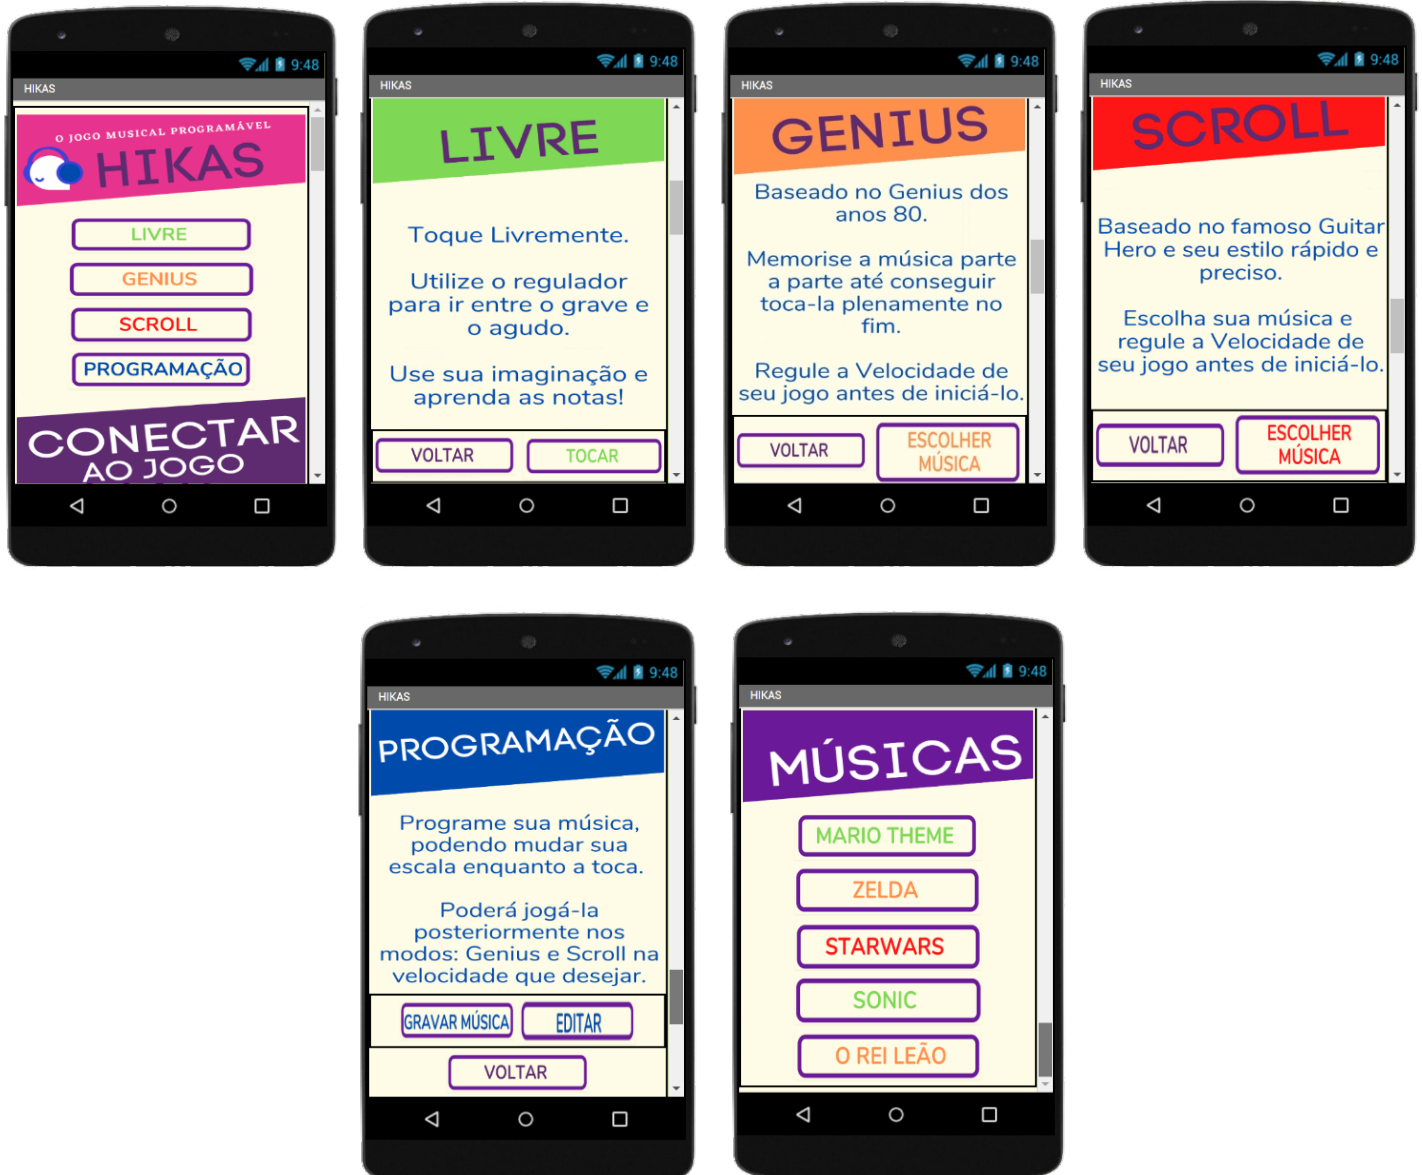 9:48
HIKAS
O JOGO MUSICAL PROGRAMÁVEL
HIKAS
LIVRE
GENIUS
SCROLL
PROGRAMAÇÃO
CONECTAR
AO JOGO
9:48
HIKAS
LIVRE
Toque Livremente.
Utilize o regulador
para ir entre o grave e
o agudo.
Use sua imaginação e
aprenda as notas!
VOLTAR
TOCAR
9:48
HIKAS
GENIUS
Baseado no Genius dos
anos 80.
Memorise a música parte
a parte até conseguir
toca-la plenamente no
fim.
Regule a Velocidade de
seu jogo antes de iniciá-lo.
VOLTAR
ESCOLHER
MÚSICA
9:48
HIKAS
SCROLL
Baseado no famoso Guitar
Hero e seu estilo rápido e
preciso.
Escolha sua música e
regule a Velocidade de
seu jogo antes de iniciá-lo.
VOLTAR
ESCOLHER
MÚSICA
9:48
HIKAS
PROGRAMAÇÃO
Programe sua música,
podendo mudar sua
escala enquanto a toca.
Poderá jogá-la
posteriormente nos
modos: Genius e Scroll na
velocidade que desejar.
GRAVAR MÚSICA
EDITAR
VOLTAR
9:48
HIKAS
MÚSICAS
MARIO THEME
ZELDA
STARWARS
SONIC
O REI LEÃO